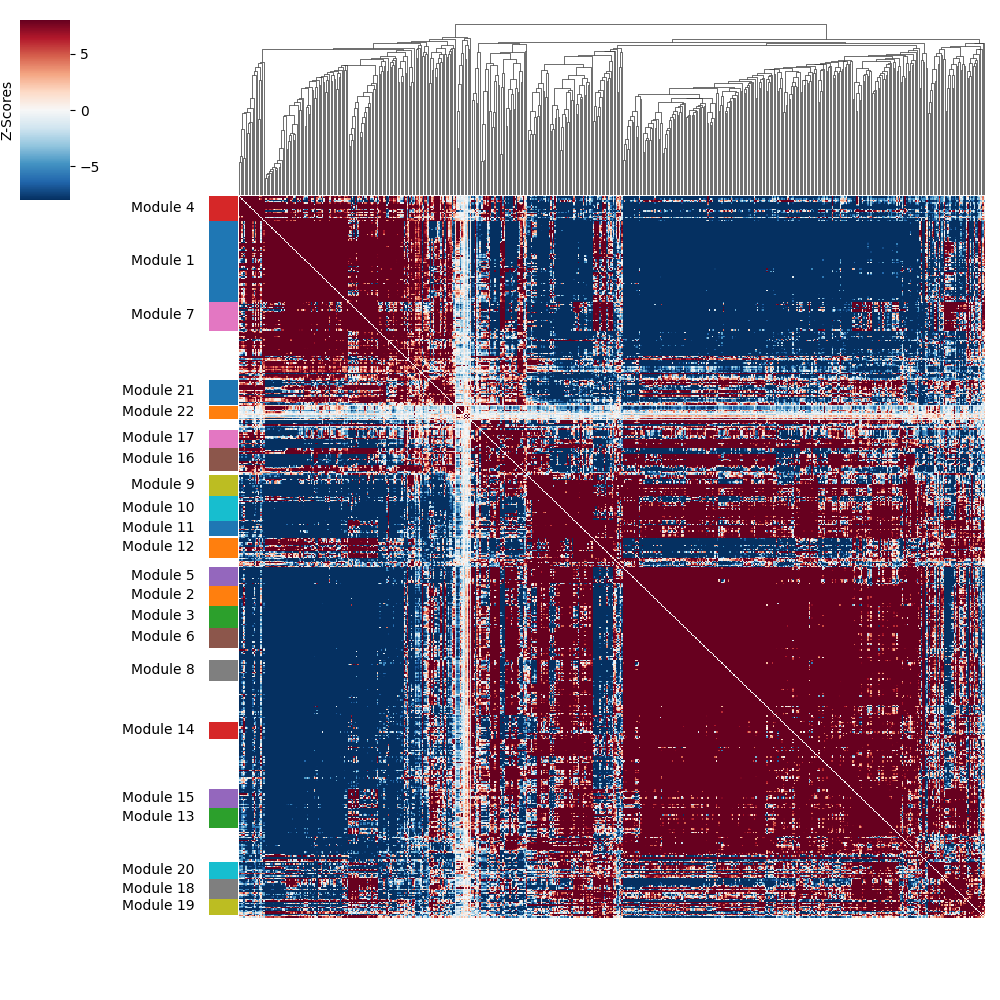 5
0
−5
Z-Scores
Module 4
Module 1
Module 7
Module 21
Module 22
Module 17
Module 16
Module 9
Module 10
Module 11
Module 12
Module 5
Module 2
Module 3
Module 6
Module 8
Module 14
Module 15
Module 13
Module 20
Module 18
Module 19